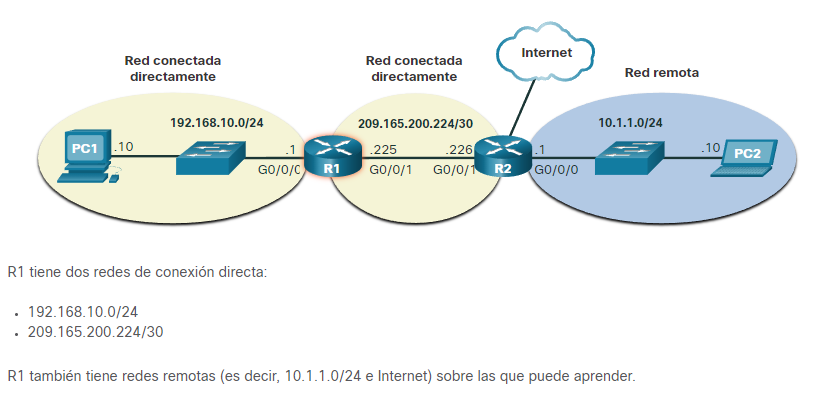 Internet
Red conectada
directamente
Red conectada
directamente
Red remota
192.168.10.0/24
209.165.200.224/30
10.1.1.0/24
PC1
.10
.1
G0/0/0
R1
.225
G0/0/1
.226
G0/0/1
R2
.1
G0/0/0
.10
PC2
R1 tiene dos redes de conexión directa:
• 192.168.10.0/24
• 209.165.200.224/30
R1 también tiene redes remotas (es decir, 10.1.1.0/24 e Internet) sobre las que puede aprender.